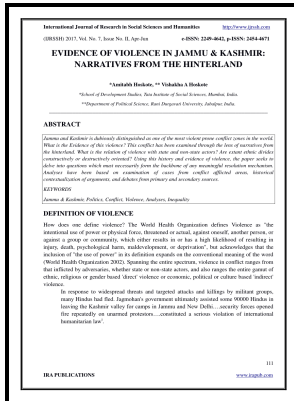 International Journal of Research in Social Sciences and Humanities http://www.ijrssh.com
(IJRSSH) 2017, Vol. No. 7, Issue No. II, Apr-Jun e-ISSN: 2249-4642, p-ISSN: 2454-4671
EVIDENCE OF VIOLENCE IN JAMMU & KASHMIR:
NARRATIVES FROM THE HINTERLAND
*Amitabh Hoskote, ** Vishakha A Hoskote
*School of Development Studies, Tata Institute of Social Sciences, Mumbai, India
**Department of Political Science, Rani Durgavati University, Jabalpur, India
ABSTRACT
Jammu and Kashmir is dubiously distinguished as one of the most violent prone conflict zones in the world.
What is the Evidence of this violence? This conflict has been examined through the lens of narratives from
the hinterland. What is the relation of violence with state and non-state actors? Are extant ethnic divides
constructively or destructively oriented? Using this history and evidence of violence, the paper seeks to
delve into questions which must necessarily form the backbone of any meaningful resolution mechanism.
Analyses have been based on examination of cases from conflict afflicted areas, historical
contextualization of arguments, and debates from primary and secondary sources.
KEYWORDS
Jammu & Kashmir Politics, Conflict, Violence, Analyses, Inequality
DEFINITION OF VIOLENCE
How does one define violence? The World Health Organization defines Violence as "the
intentional use of power or physical force, threatened or actual, against oneself, another person, or
against a group or community, which either results in or has a high likelihood of resulting in
injury, death, psychological harm, maldevelopment, or deprivation", but acknowledges that the
inclusion of "the use of power" in its definition expands on the conventional meaning of the word
(World Health Organization 2002). Spanning the entire spectrum, violence in conflict ranges from
that inflicted by adversaries, whether state or non-state actors, and also ranges the entire gamut of
ethnic, religious or gender based 'direct' violence or economic, political or culture based 'indirect'
violence.
In response to widespread threats and targeted attacks and killings by militant groups,
many Hindus had fled. Jagmohan's government ultimately assisted some 90000 Hindus in
leaving the Kashmir valley for camps in Jammu and New Delhi....security forces opened
fire repeatedly on unarmed protestors....constituted a serious violation of international
humanitarian law'.
111
IRA PUBLICATIONS www.irapub.com